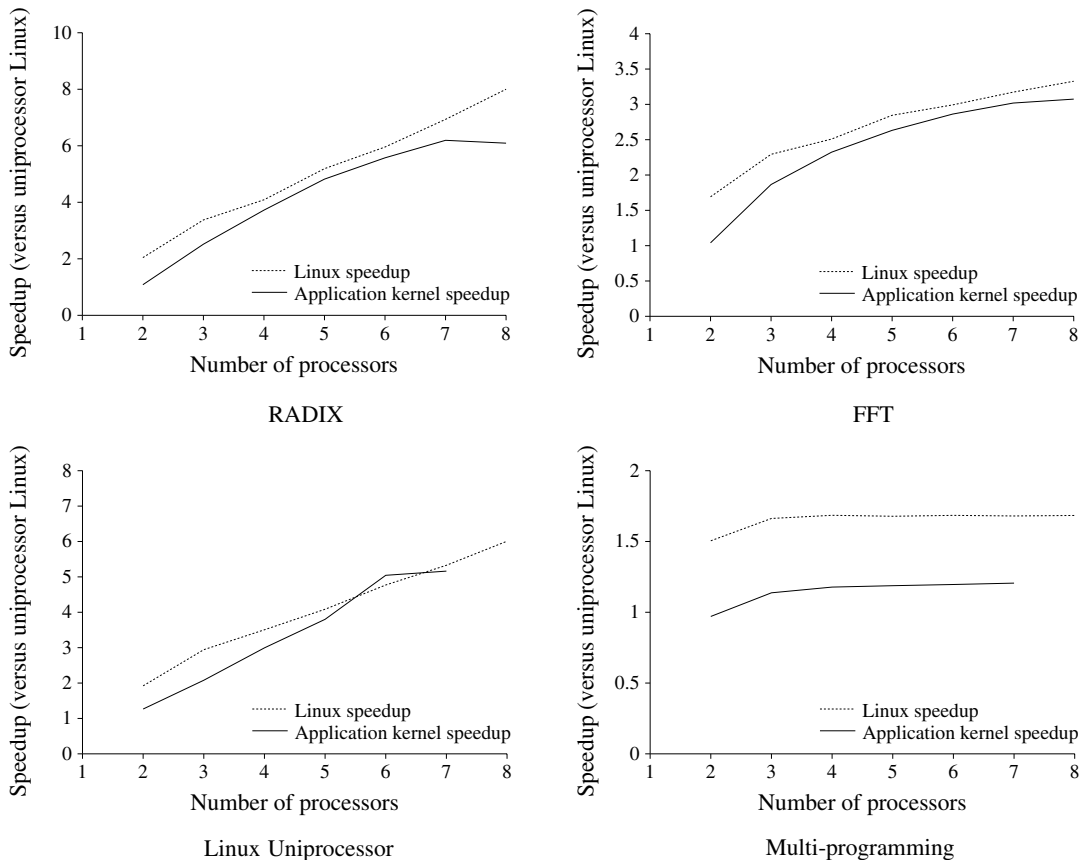 Speedup (versus uniprocessor Linux)
10
8
6
4
2
0
1 2 3 4 5 6 7 8
Linux speedup
Application kernel speedup
Number of processors
RADIX
Speedup (versus uniprocessor Linux)
4
3.5
3
2.5
2
1.5
1
0.5
0
1 2 3 4 5 6 7 8
Linux speedup
Application kernel speedup
Number of processors
FFT
Speedup (versus uniprocessor Linux)
8
7
6
5
4
3
2
1
0
1 2 3 4 5 6 7 8
Linux speedup
Application kernel speedup
Number of processors
Linux Uniprocessor
Speedup (versus uniprocessor Linux)
2
1.5
1
0.5
0
1 2 3 4 5 6 7 8
Linux speedup
Application kernel speedup
Number of processors
Multi-programming